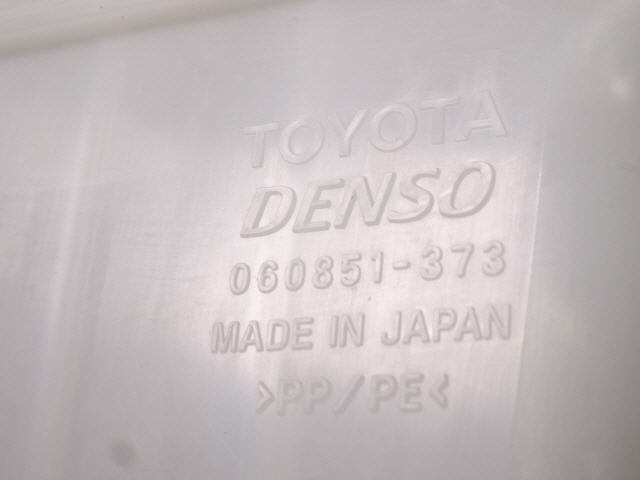 TOYOTA
DENSO
060851-373
MADE IN JAPAN
>PP/PE<